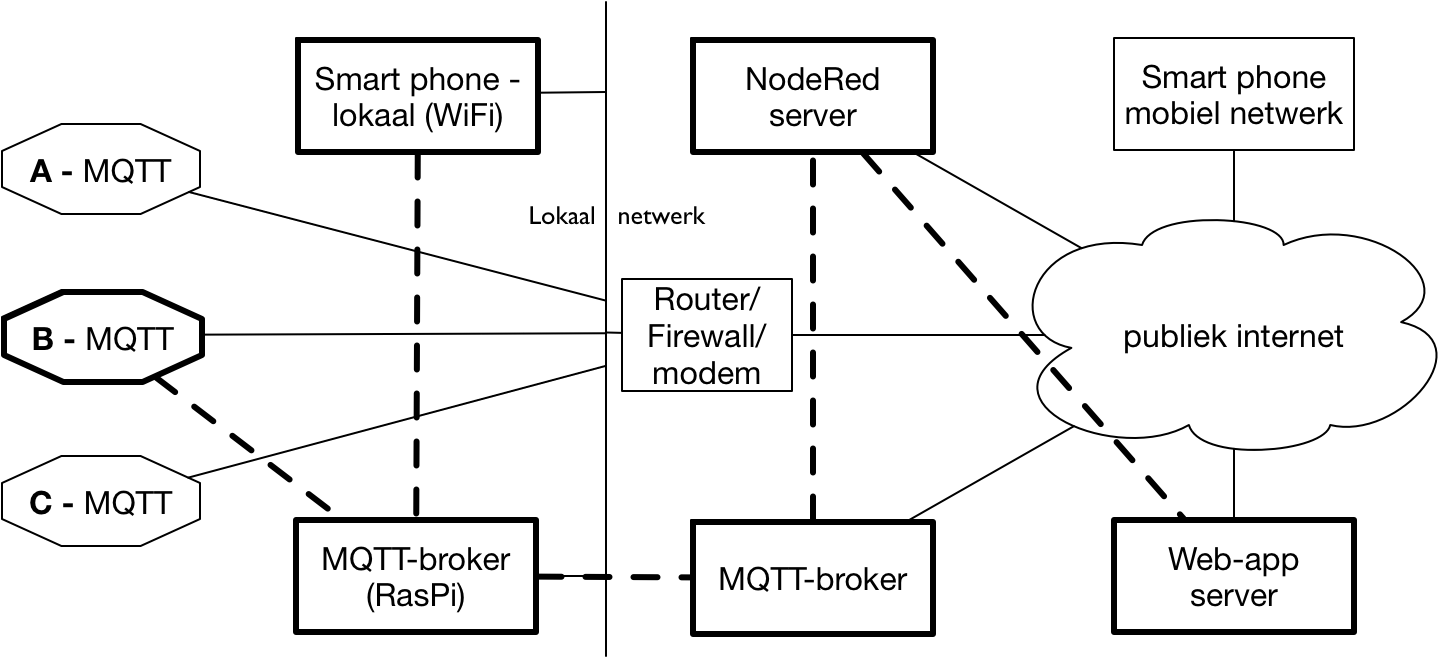 Smart phone -
lokaal (WiFi)
NodeRed
server
Smart phone
mobiel netwerk
A - MQTT
Lokaal netwerk
B - MQTT
Router/
Firewall/
modem
publiek internet
C - MQTT
MQTT-broker
(RasPi)
MQTT-broker
Web-app
server